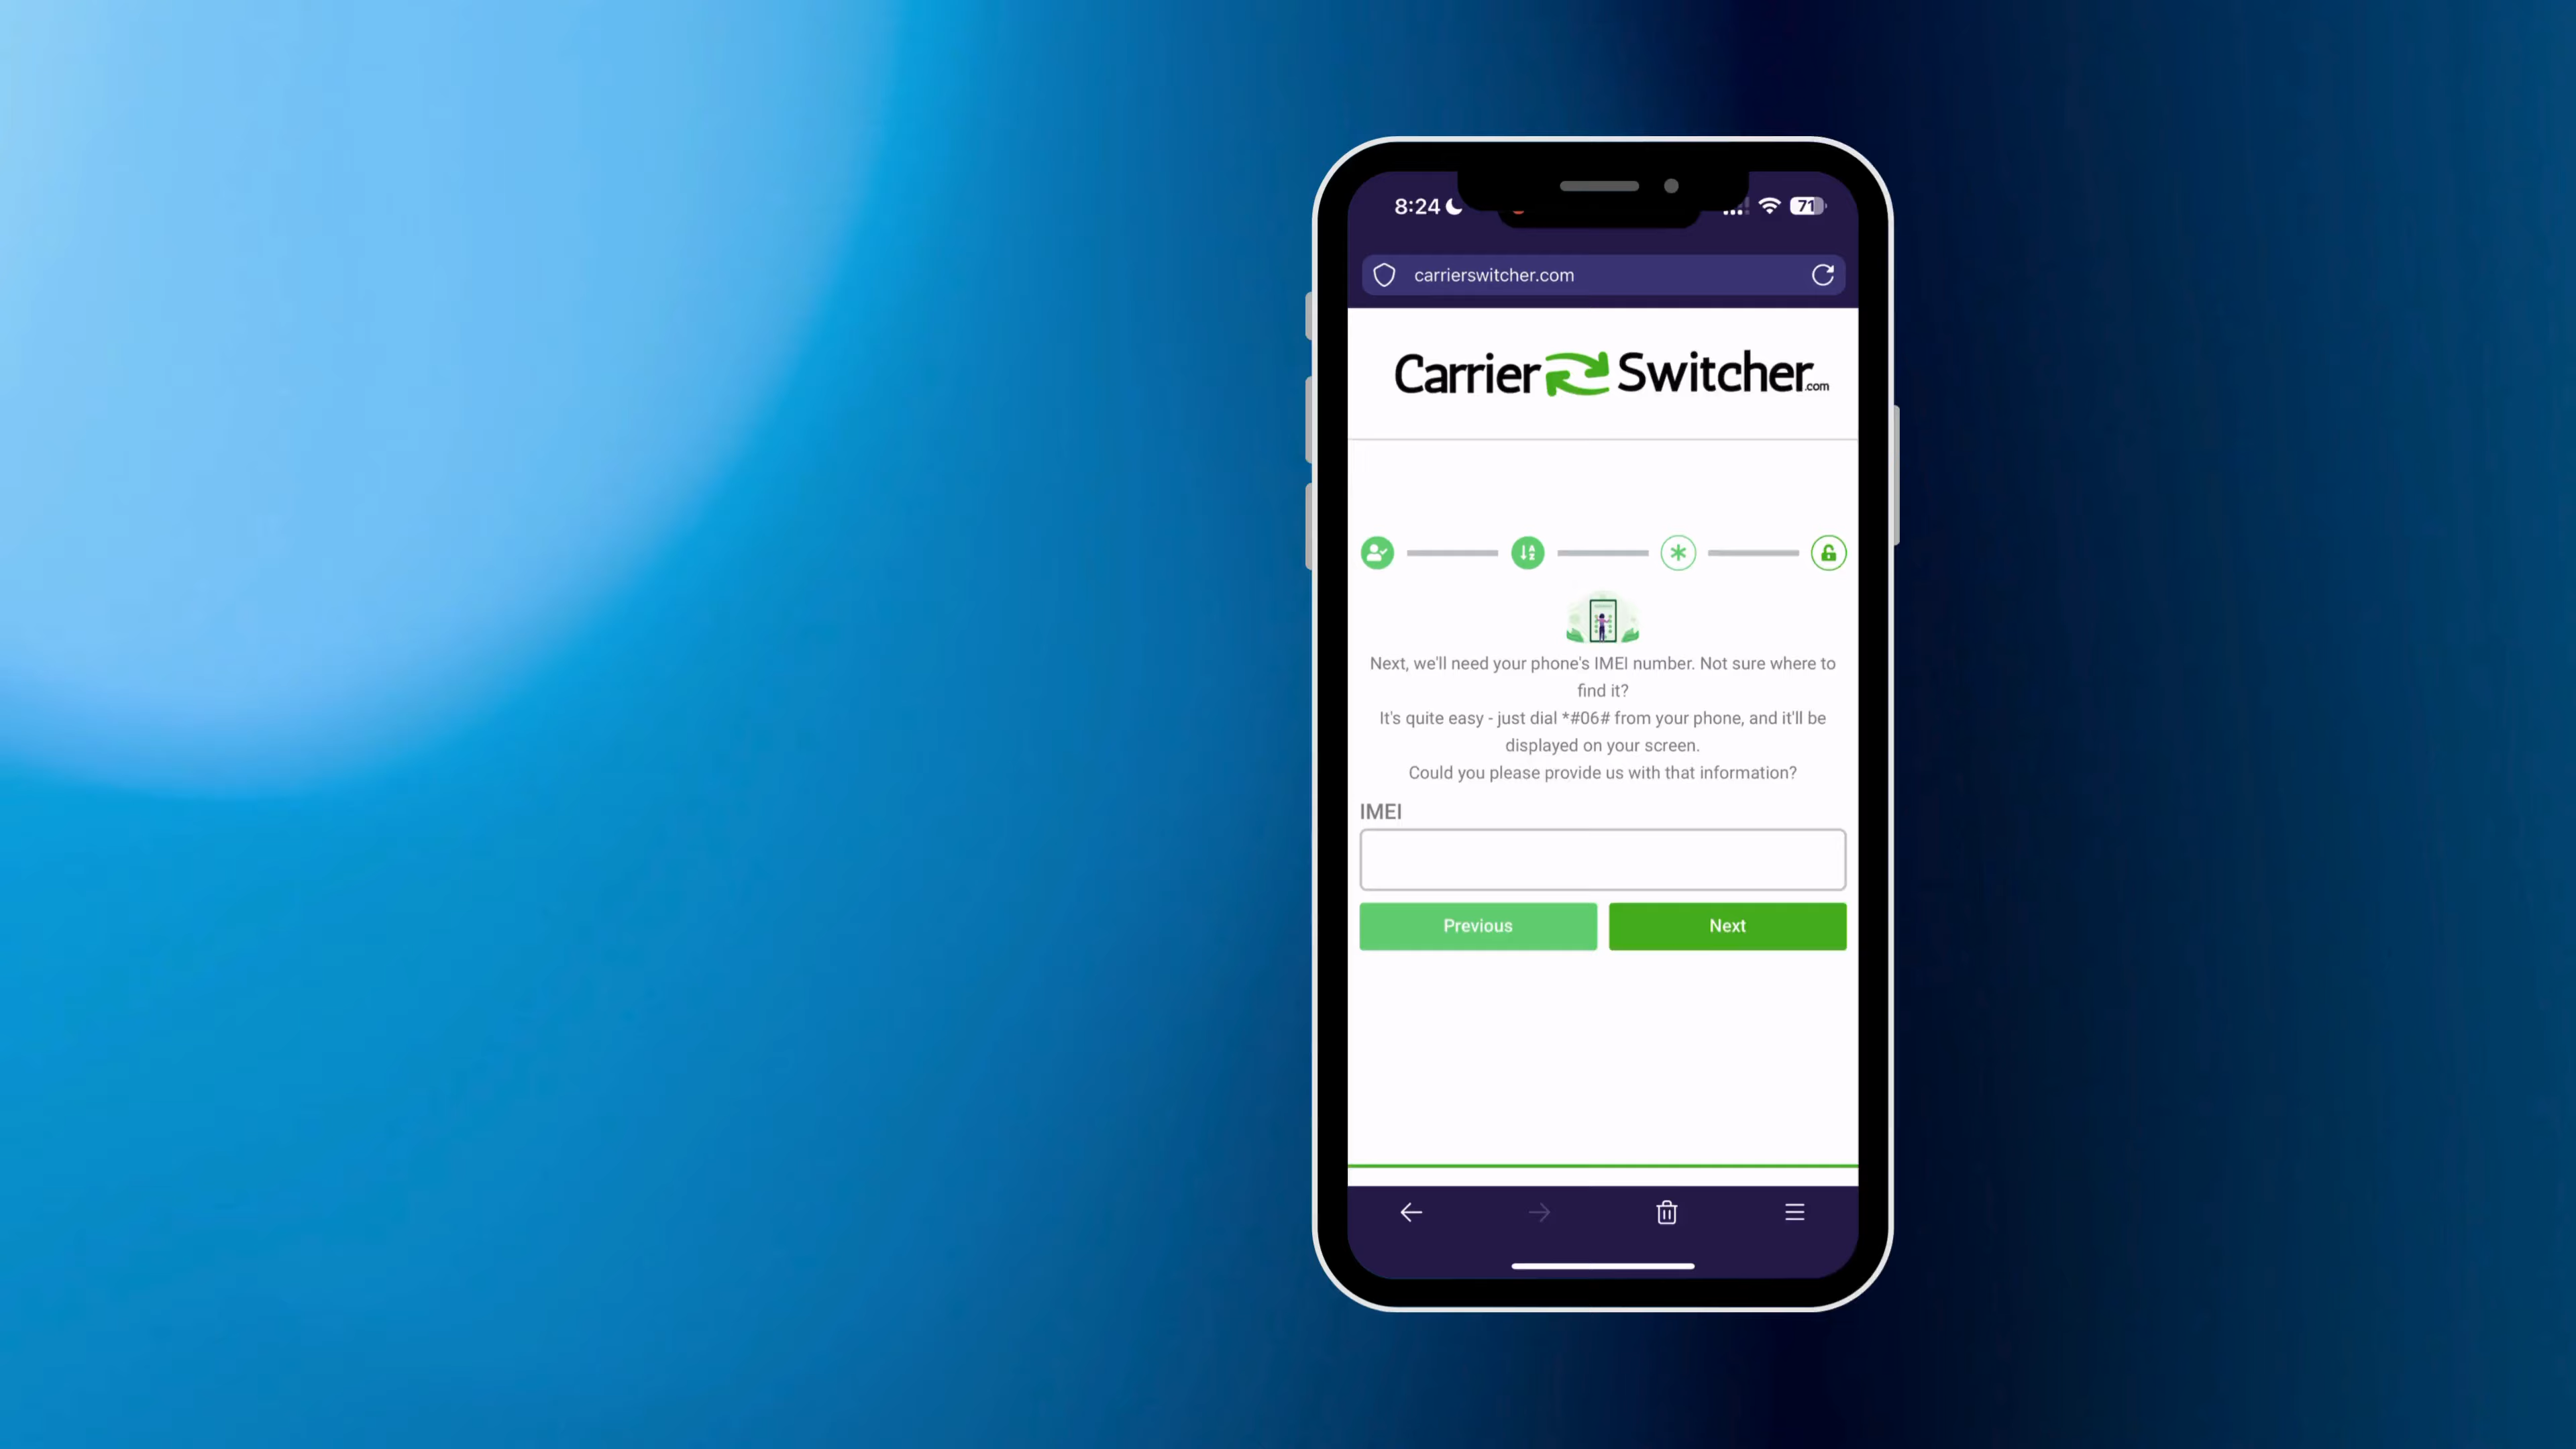 8:24
71
carrierswitcher.com
Carrier Switcher.com
Next, we'll need your phone's IMEI number. Not sure where to
find it?
It's quite easy - just dial *#06# from your phone, and it'll be
displayed on your screen.
Could you please provide us with that information?
IMEI
Previous
Next